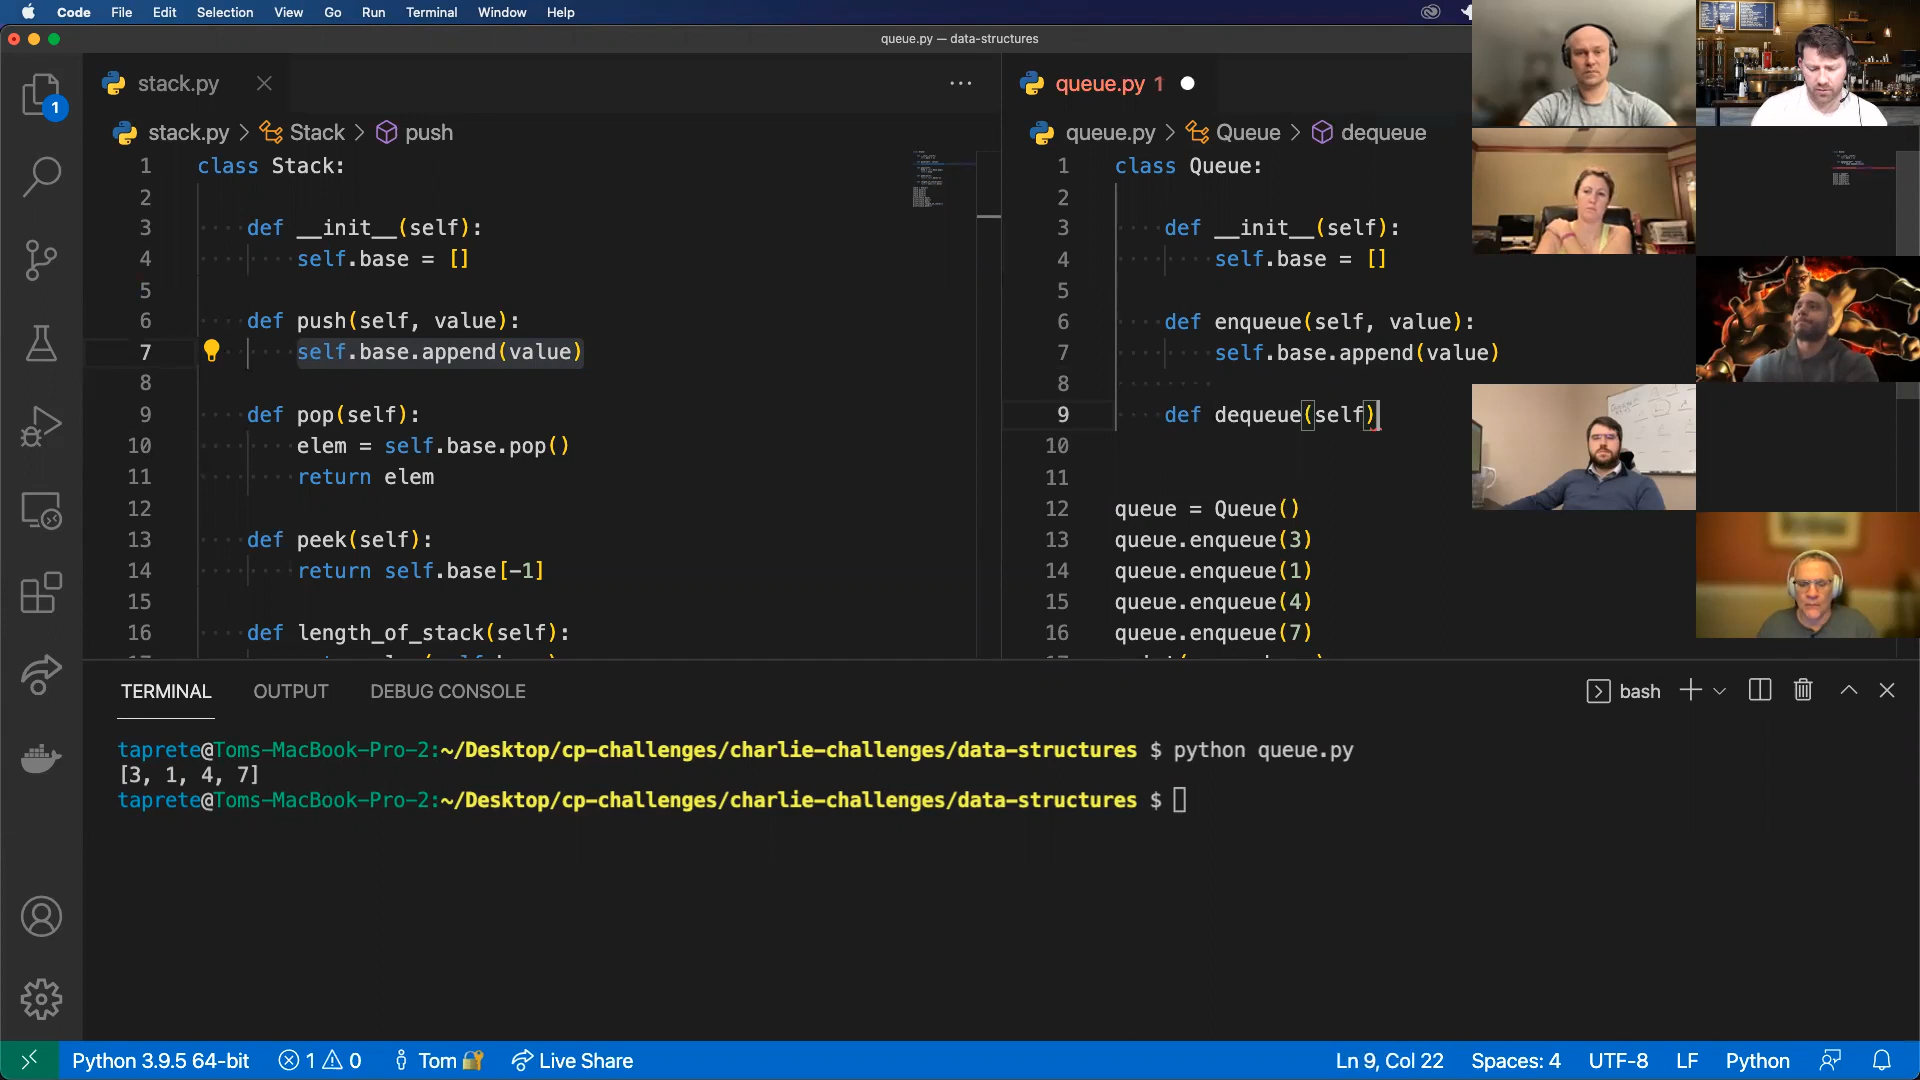 Code File Edit Selection View Go Run Terminal Window Help
queue.py — data-structures
stack.py
stack.py > Stack > push
1 class Stack:
2
3 def __init__(self):
4 self.base = []
5
6 def push(self, value):
7 self.base.append(value)
8
9 def pop(self):
10 elem = self.base.pop()
11 return elem
12
13 def peek(self):
14 return self.base[-1]
15
16 def length_of_stack(self):
queue.py 1
queue.py > Queue > dequeue
1 class Queue:
2
3 def __init__(self):
4 self.base = []
5
6 def enqueue(self, value):
7 self.base.append(value)
8
9 def dequeue(self)
10
11
12 queue = Queue()
13 queue.enqueue(3)
14 queue.enqueue(1)
15 queue.enqueue(4)
16 queue.enqueue(7)
1
TERMINAL OUTPUT DEBUG CONSOLE
bash
taprete@Toms-MacBook-Pro-2:~/Desktop/cp-challenges/charlie-challenges/data-structures $ python queue.py
[3, 1, 4, 7]
taprete@Toms-MacBook-Pro-2:~/Desktop/cp-challenges/charlie-challenges/data-structures $
Python 3.9.5 64-bit 1 0 Tom Live Share
Ln 9, Col 22 Spaces: 4 UTF-8 LF Python